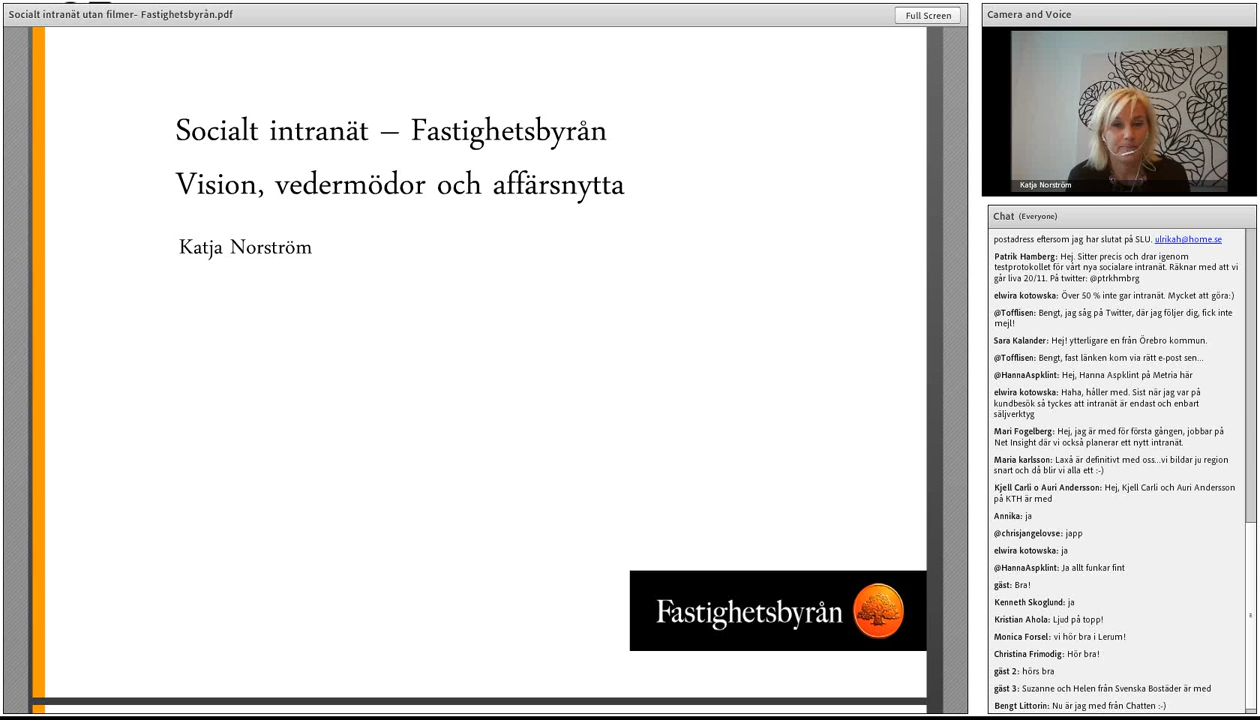 Socialt intranät utan filmer- Fastighetsbyrån.pdf
Full Screen
Socialt intranät – Fastighetsbyrån
Vision, vedermödor och affärsnytta
Katja Norström
Fastighetsbyrån
Camera and Voice
Katja Norström
Chat (Everyone)
postadress eftersom jag har slutat på SLU. ulrikah@home.se
Patrik Hamberg: Hej. Sitter precis och drar igenom
testprotokollet för vårt nya socialare intranät. Räknar med att vi
går liva 20/11. På twitter: @ptrkhmbrg
elwira kotowska: Över 50 % inte gar intranät. Mycket att göra:)
@Tofflisen: Bengt, jag såg på Twitter, där jag följer dig, fick inte
mejl!
Sara Kalander: Hej! ytterligare en från Örebro kommun.
@Tofflisen: Bengt, fast länken kom via rätt e-post sen...
@HannaAspklint: Hej, Hanna Aspklint på Metria här
elwira kotowska: Haha, håller med. Sist när jag var på
kundbesök så tyckes att intranät är endast och enbart
säljverktyg
Mari Fogelberg: Hej, jag är med för första gången, jobbar på
Net Insight där vi också planerar ett nytt intranät.
Maria karlsson: Laxå är definitivt med oss...vi bildar ju region
snart och då blir vi alla ett :-)
Kjell Carli o Auri Andersson: Hej, Kjell Carli och Auri Andersson
på KTH är med
Annika: ja
@chrisjangelovse: japp
elwira kotowska: ja
@HannaAspklint: Ja allt funkar fint
gäst: Bra!
Kenneth Skoglund: ja
Kristian Ahola: Ljud på topp!
Monica Forsel: vi hör bra i Lerum!
Christina Frimodig: Hör bra!
gäst 2: hörs bra
gäst 3: Suzanne och Helen från Svenska Bostäder är med
Bengt Littorin: Nu är jag med från Chatten :-)